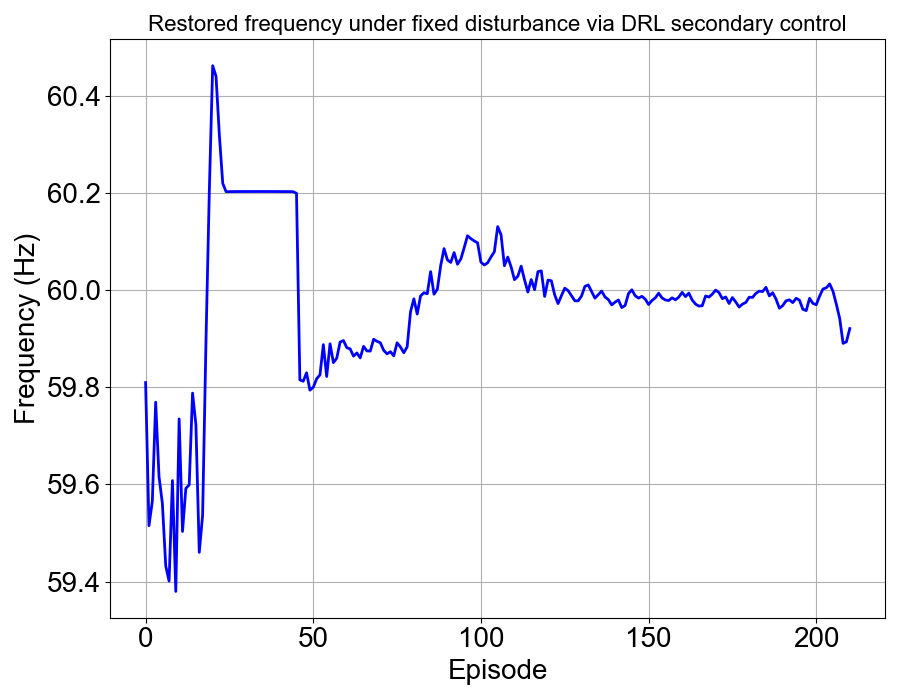 Restored frequency under fixed disturbance via DRL secondary control
60.4
60.2
60.0
59.8
59.6
59.4
Frequency (Hz)
0 50 100 150 200
Episode